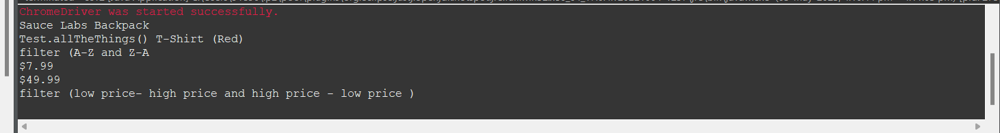 ChromeDriver was started successfully.
Sauce Labs Backpack
Test.allTheThings() T-Shirt (Red)
filter (A-Z and Z-A
$7.99
$49.99
filter (low price- high price and high price - low price )